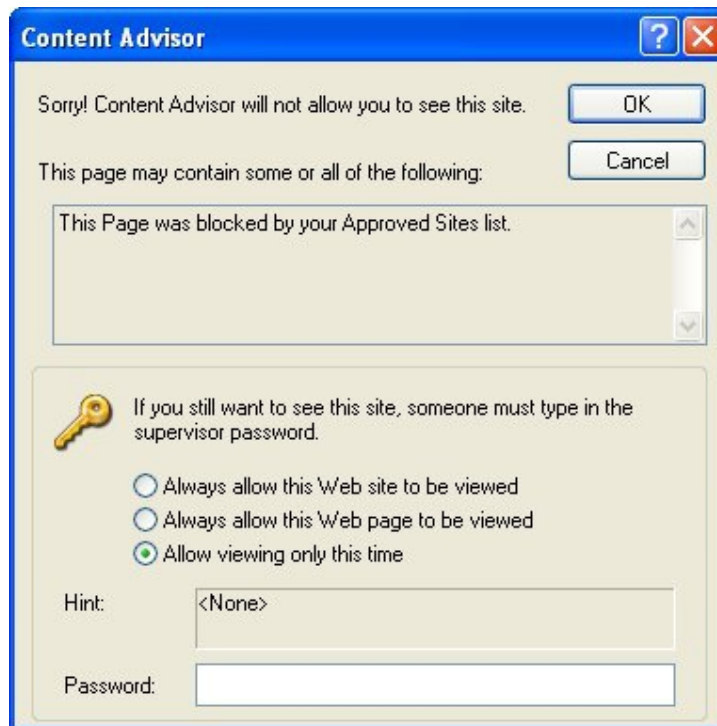 Content Advisor
Sorry! Content Advisor will not allow you to see this site.
OK
Cancel
This page may contain some or all of the following:
This Page was blocked by your Approved Sites list.
If you still want to see this site, someone must type in the
supervisor password.
Always allow this Web site to be viewed
Always allow this Web page to be viewed
Allow viewing only this time
Hint:
<None>
Password: